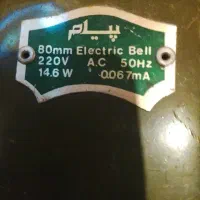 پیام
80mm Electric Bell
220V A.C 50Hz
14.6 W 0.067mA